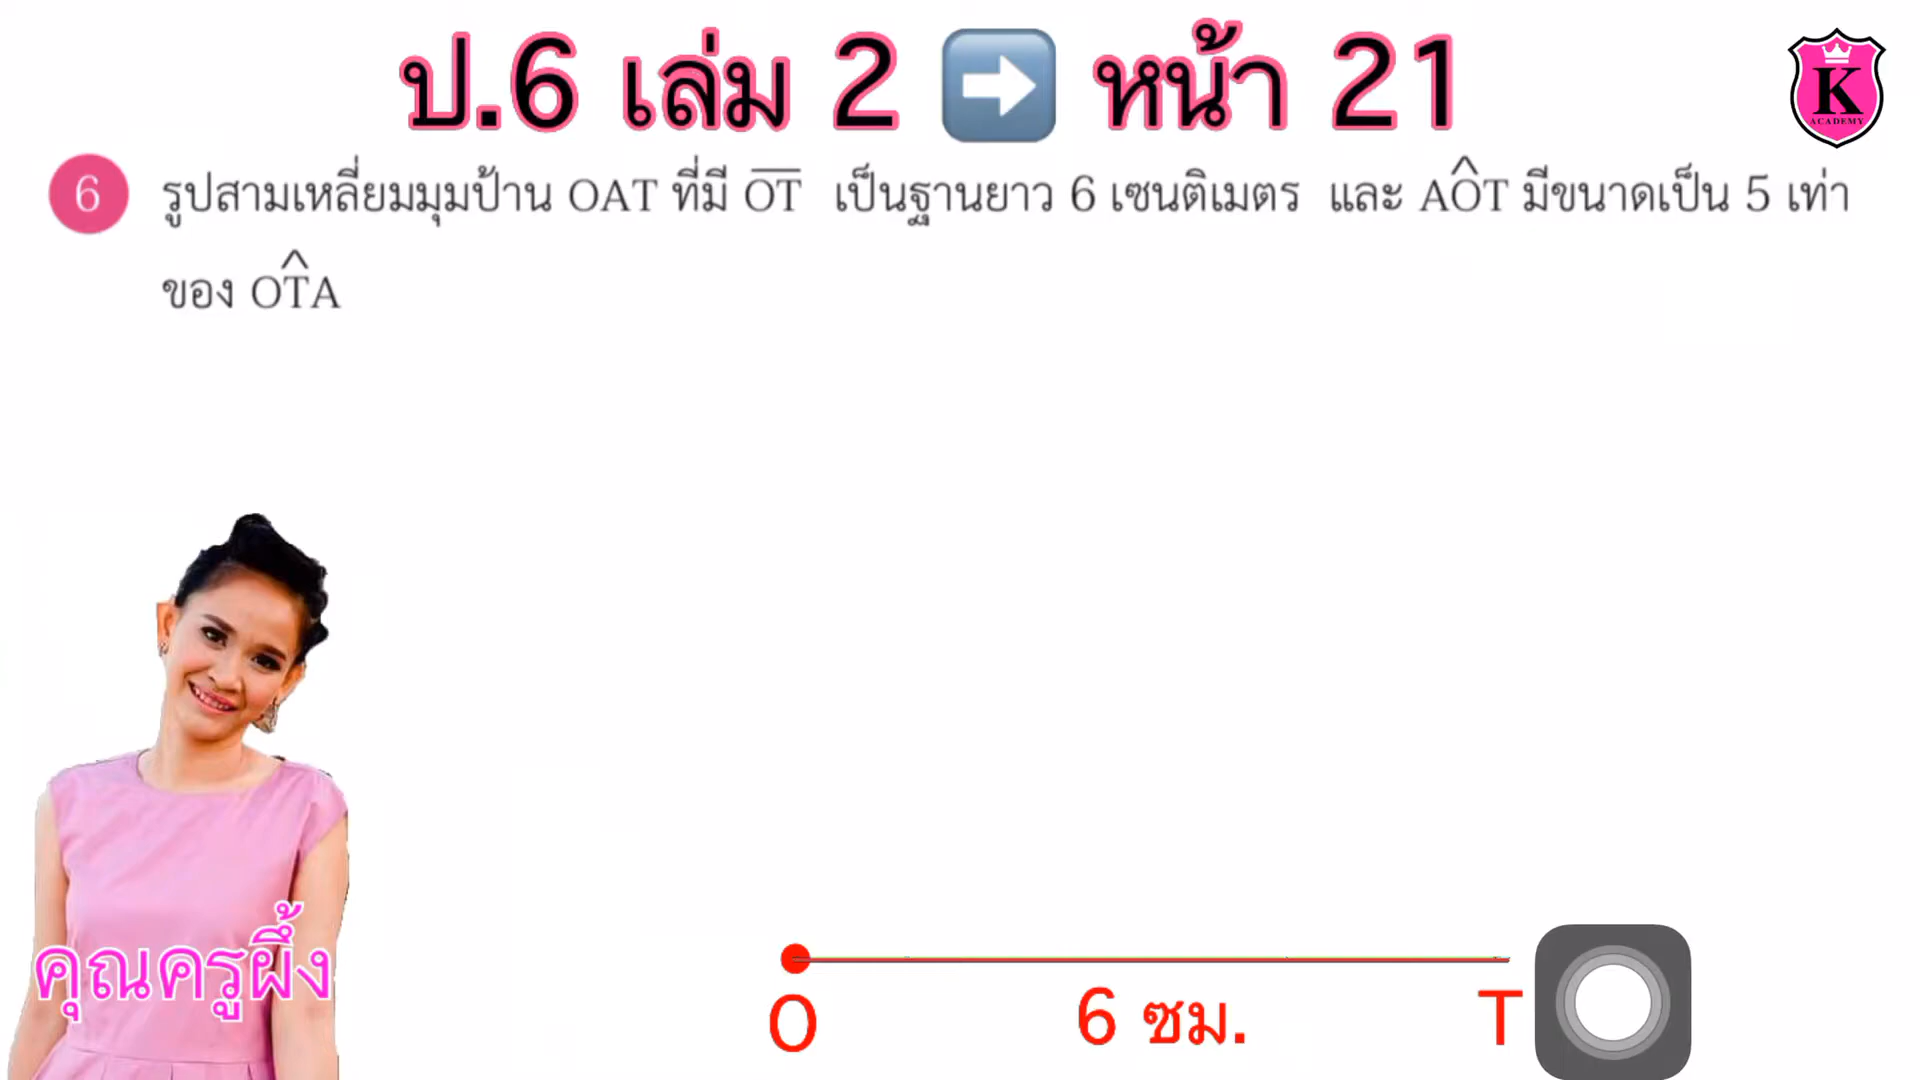 ป.6 เล่ม 2 ➡️ หน้า 21
K
ACADEMY
6 รูปสามเหลี่ยมมุมป้าน OAT ที่มี O͞T͞ เป็นฐานยาว 6 เซนติเมตร และ AÔT มีขนาดเป็น 5 เท่า
ของ OT̂A
คุณครูผึ้ง
O 6 ซม. T